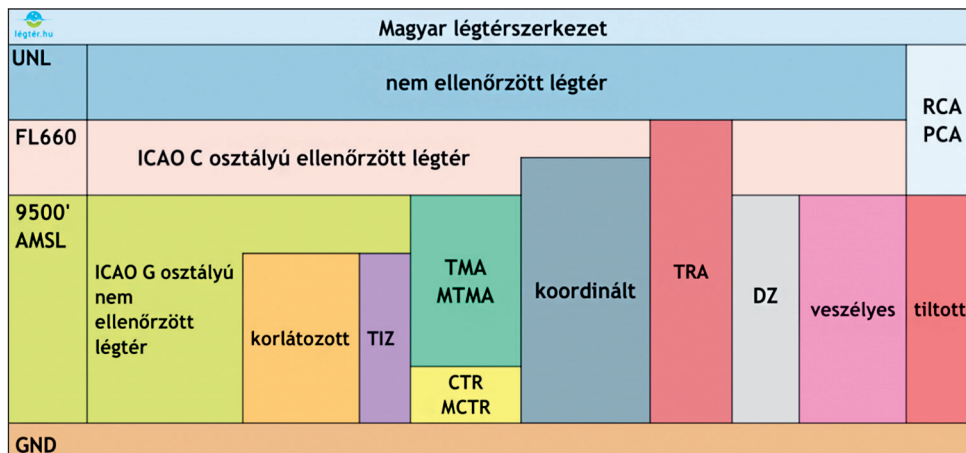 légtér.hu
Magyar légtérszerkezet
UNL
nem ellenőrzött légtér
RCA
PCA
FL660
ICAO C osztályú ellenőrzött légtér
9500'
AMSL
ICAO G osztályú
nem
ellenőrzött
légtér
korlátozott
TIZ
TMA
MTMA
CTR
MCTR
koordinált
TRA
DZ
veszélyes
tiltott
GND